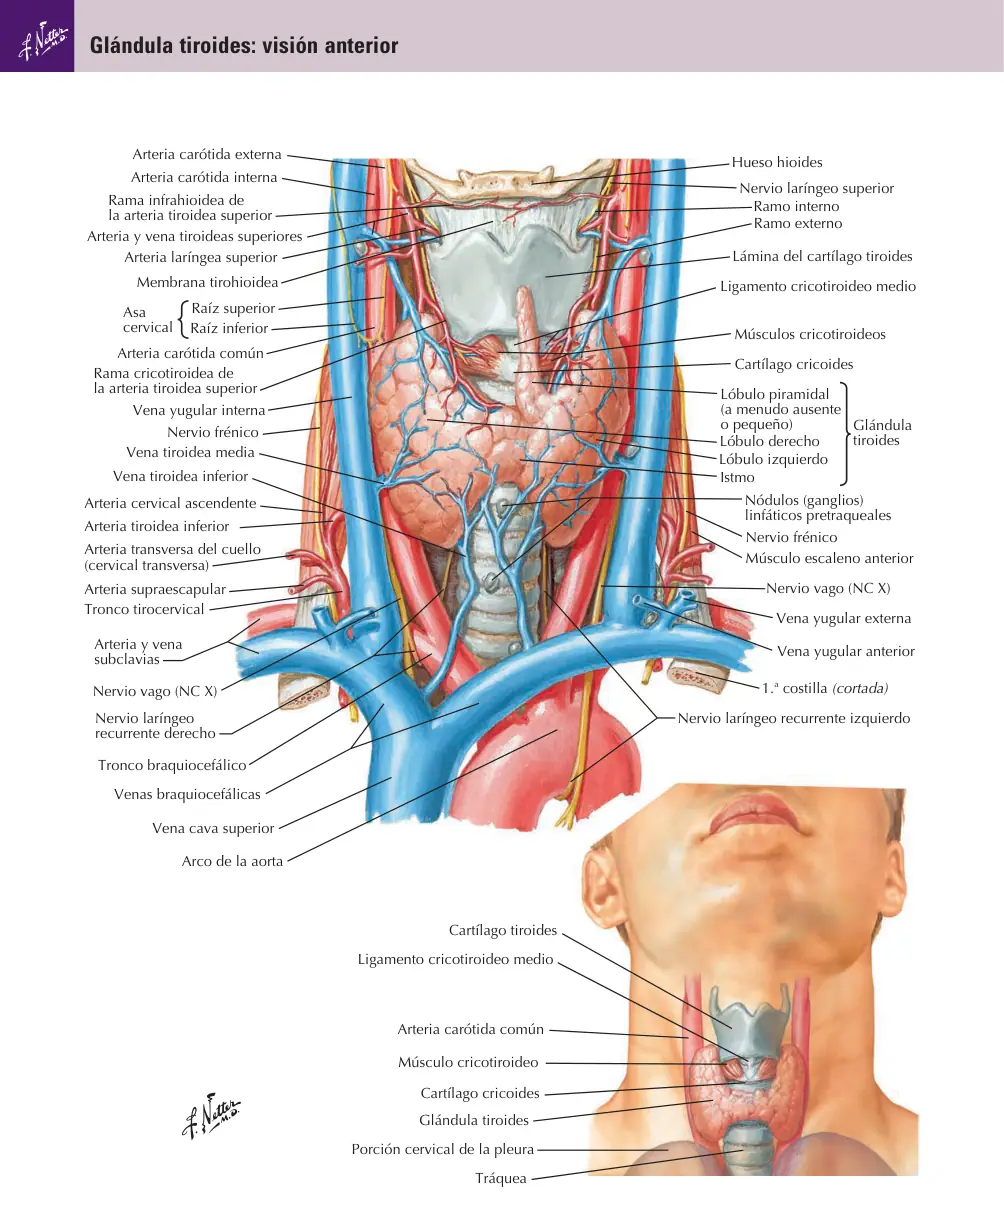 Glándula tiroides: visión anterior
Arteria carótida externa
Arteria carótida interna
Rama infrahioidea de
la arteria tiroidea superior
Arteria y vena tiroideas superiores
Arteria laríngea superior
Membrana tirohioidea
Asa
cervical
Raíz superior
Raíz inferior
Arteria carótida común
Rama cricotiroidea de
la arteria tiroidea superior
Vena yugular interna
Nervio frénico
Vena tiroidea media
Vena tiroidea inferior
Arteria cervical ascendente
Arteria tiroidea inferior
Arteria transversa del cuello
(cervical transversa)
Arteria supraescapular
Tronco tirocervical
Arteria y vena
subclavias
Nervio vago (NC X)
Nervio laríngeo
recurrente derecho
Tronco braquiocefálico
Venas braquiocefálicas
Vena cava superior
Arco de la aorta
Hueso hioides
Nervio laríngeo superior
Ramo interno
Ramo externo
Lámina del cartílago tiroides
Ligamento cricotiroideo medio
Músculos cricotiroideos
Cartílago cricoides
Lóbulo piramidal
(a menudo ausente
o pequeño)
Lóbulo derecho
Lóbulo izquierdo
Istmo
Glándula
tiroides
Nódulos (ganglios)
linfáticos pretraqueales
Nervio frénico
Músculo escaleno anterior
Nervio vago (NC X)
Vena yugular externa
Vena yugular anterior
1.ª costilla (cortada)
Nervio laríngeo recurrente izquierdo
Cartílago tiroides
Ligamento cricotiroideo medio
Arteria carótida común
Músculo cricotiroideo
Cartílago cricoides
Glándula tiroides
Porción cervical de la pleura
Tráquea
F. Netter
M.D.